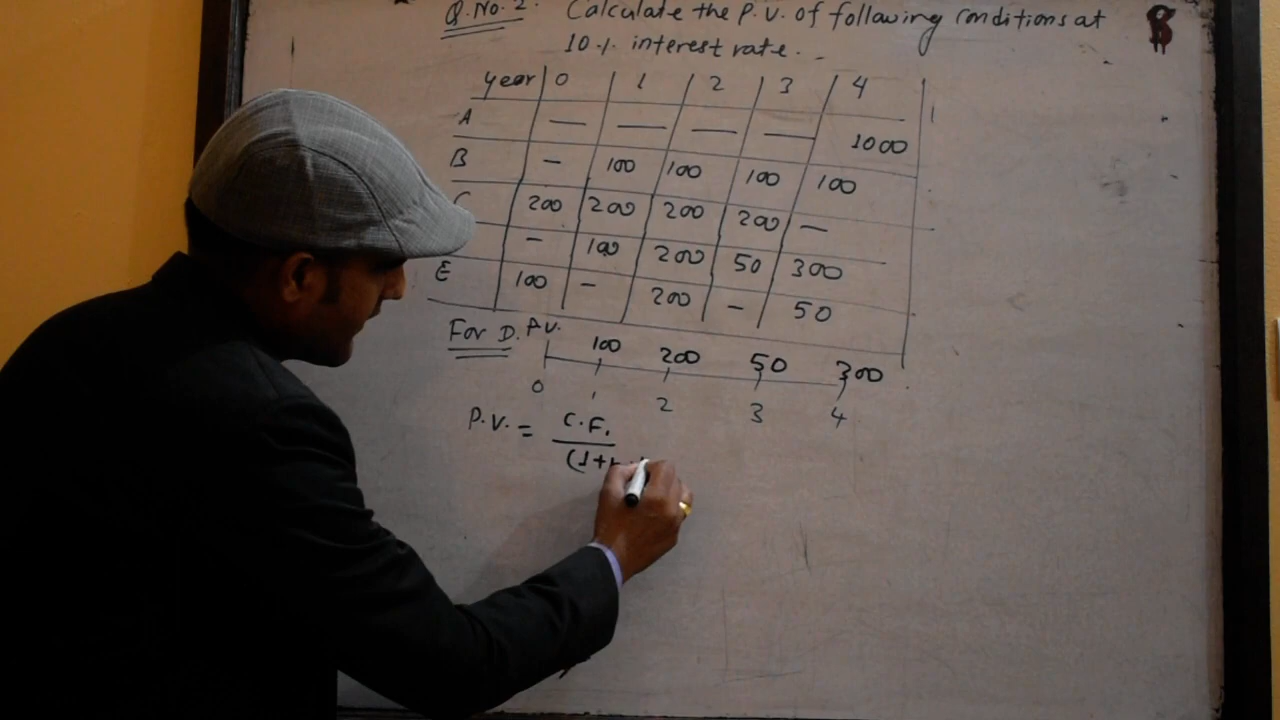 Q.No.2. Calculate the P.V. of following conditions at
10% interest rate.
year 0 1 2 3 4
A — — — — 1000
B — 100 100 100 100
C 200 200 200 200 —
— 100 200 50 300
E 100 — 200 — 50
For D. P.V. 100 200 50 300
0 1 2 3 4
P.V. = C.F.
(1+